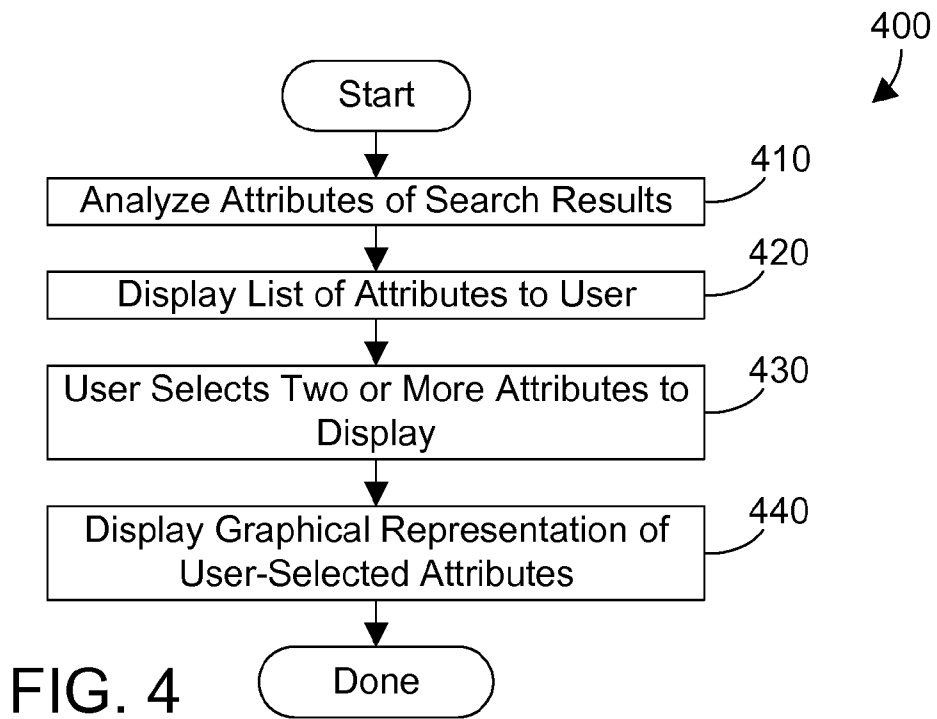 400
Start
410
Analyze Attributes of Search Results
420
Display List of Attributes to User
430
User Selects Two or More Attributes to
Display
440
Display Graphical Representation of
User-Selected Attributes
Done
FIG. 4